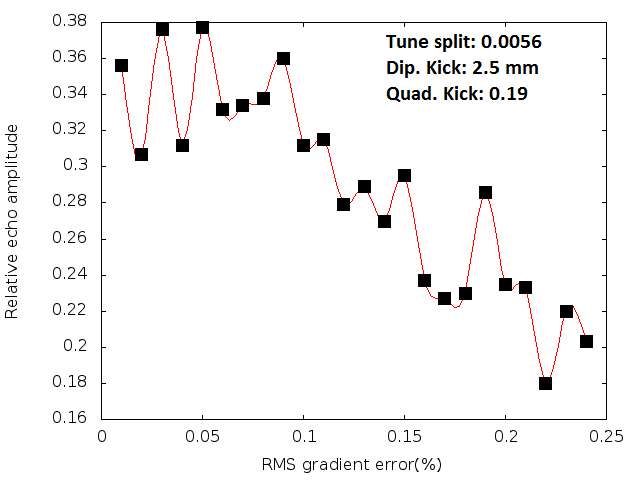 0.38
0.36
0.34
0.32
0.3
0.28
0.26
0.24
0.22
0.2
0.18
0.16
Relative echo amplitude
Tune split: 0.0056
Dip. Kick: 2.5 mm
Quad. Kick: 0.19
0 0.05 0.1 0.15 0.2 0.25
RMS gradient error(%)